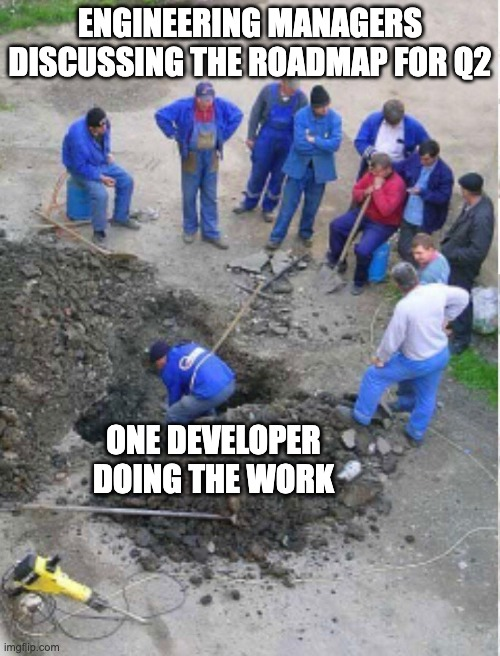 ENGINEERING MANAGERS
DISCUSSING THE ROADMAP FOR Q2
ONE DEVELOPER
DOING THE WORK
imgflip.com